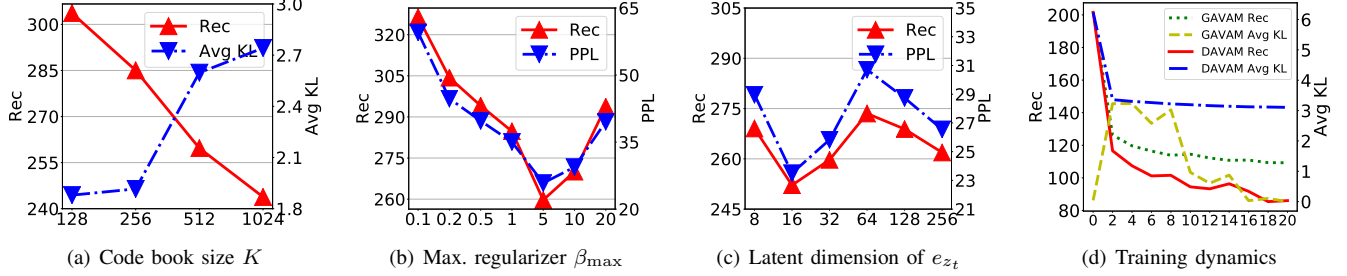 Rec
Avg KL
300
285
270
255
240
Rec
3.0
2.7
2.4
2.1
1.8
Avg KL
128 256 512 1024
(a) Code book size K
Rec
PPL
320
305
290
275
260
Rec
65
50
35
20
PPL
0.1 0.2 0.5 1 5 10 20
(b) Max. regularizer βmax
Rec
PPL
305
295
285
275
265
255
245
Rec
35
33
31
29
27
25
23
21
PPL
8 16 32 64 128 256
(c) Latent dimension of e_{z_t}
GAVAM Rec
GAVAM Avg KL
DAVAM Rec
DAVAM Avg KL
200
180
160
140
120
100
80
Rec
6
5
4
3
2
1
0
Avg KL
0 2 4 6 8 10 12 14 16 18 20
(d) Training dynamics